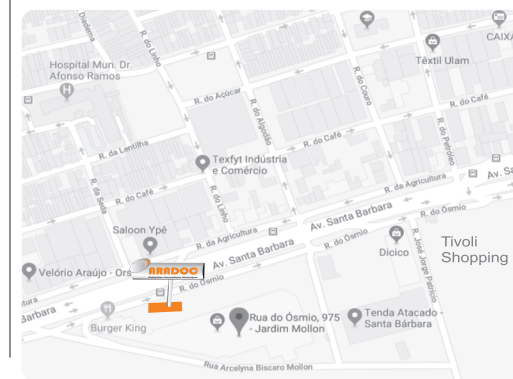 Diadema
R. do Linho
Hospital Mun. Dr.
Afonso Ramos
R. do Açúcar
R. do Algodão
R. do Couro
Têxtil Ulam
CAIXA
R. do Café
R. da Lentilha
R. do Café
R. do Petróleo
Texfyt Indústria
e Comércio
R. da Seda
R. do Café
R. do Linho
R. da Agricultura
Av. Sa
Av. Santa Barbara
R. do Ósmio
Saloon Ypê
R. da Agricultura
Av. Santa Barbara
R. do Ósmio
Dicico
R. José Jorge Patrício
Tivoli
Shopping
Velório Araújo - Ors
ARADOC
R. do Ósmio
Barbara
Burger King
Rua do Ósmio, 975
- Jardim Mollon
Tenda Atacado -
Santa Bárbara
Rua Arcelyna Biscaro Mollon